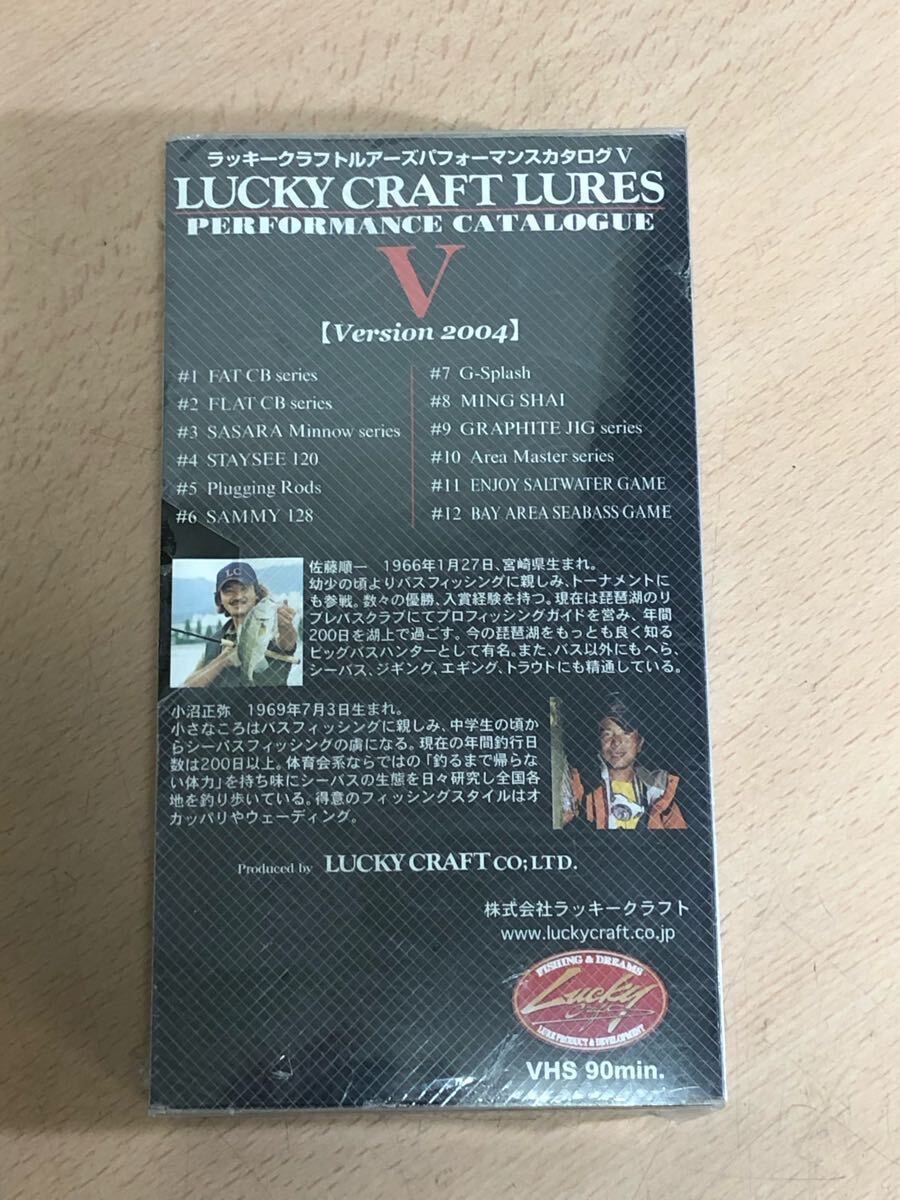 ラッキークラフトルアーズパフォーマンスカタログ V
LUCKY CRAFT LURES
PERFORMANCE CATALOGUE
V
【Version 2004】
#1 FAT CB series
#2 FLAT CB series
#3 SASARA Minnow series
#4 STAYSEE 120
#5 Plugging Rods
#6 SAMMY 128
#7 G-Splash
#8 MING SHAI
#9 GRAPHITE JIG series
#10 Area Master series
#11 ENJOY SALTWATER GAME
#12 BAY AREA SEABASS GAME
LC
佐藤順一 1966年1月27日、宮崎県生まれ。
幼少の頃よりバスフィッシングに親しみ、トーナメントに
も参戦。数々の優勝、入賞経験を持つ。現在は琵琶湖のリ
プレバスクラブにてプロフィッシングガイドを営み、年間
200日を湖上で過ごす。今の琵琶湖をもっとも良く知る
ビッグバスハンターとして有名。また、バス以外にもへら、
シーバス、ジギング、エギング、トラウトにも精通している。
小沼正弥 1969年7月3日生まれ。
小さなころはバスフィッシングに親しみ、中学生の頃か
らシーバスフィッシングの虜になる。現在の年間釣行日
数は200日以上。体育会系ならではの「釣るまで帰らな
い体力」を持ち味にシーバスの生態を日々研究し全国各
地を釣り歩いている。得意のフィッシングスタイルはオ
カッパリやウェーディング。
Produced by LUCKY CRAFT CO;LTD.
株式会社ラッキークラフト
www.luckycraft.co.jp
FISHING & DREAMS
Lucky
Craft
LURE PRODUCT & DEVELOPMENT
VHS 90min.